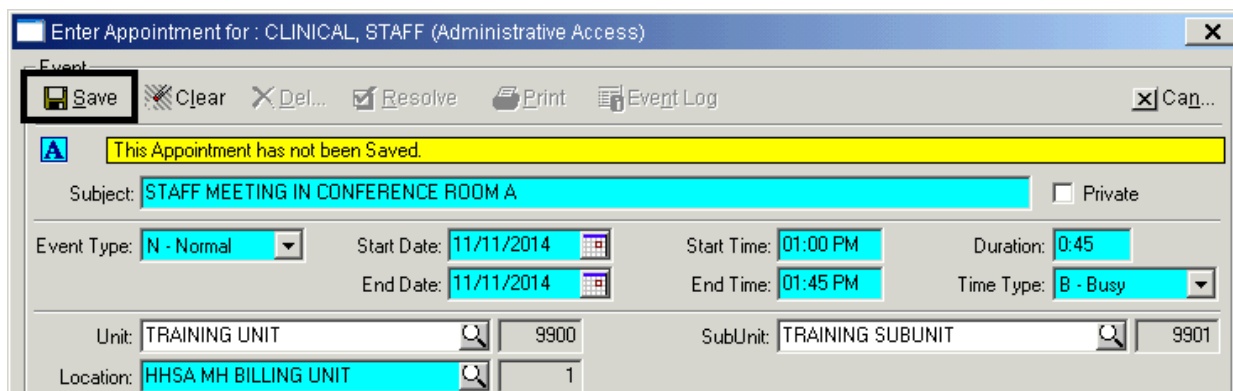 Enter Appointment for : CLINICAL, STAFF (Administrative Access)
Event
Save Clear Del... Resolve Print Event Log Can...
A This Appointment has not been Saved.
Subject: STAFF MEETING IN CONFERENCE ROOM A Private
Event Type: N - Normal Start Date: 11/11/2014 Start Time: 01:00 PM Duration: 0:45
End Date: 11/11/2014 End Time: 01:45 PM Time Type: B - Busy
Unit: TRAINING UNIT 9900 SubUnit: TRAINING SUBUNIT 9901
Location: HHSA MH BILLING UNIT 1